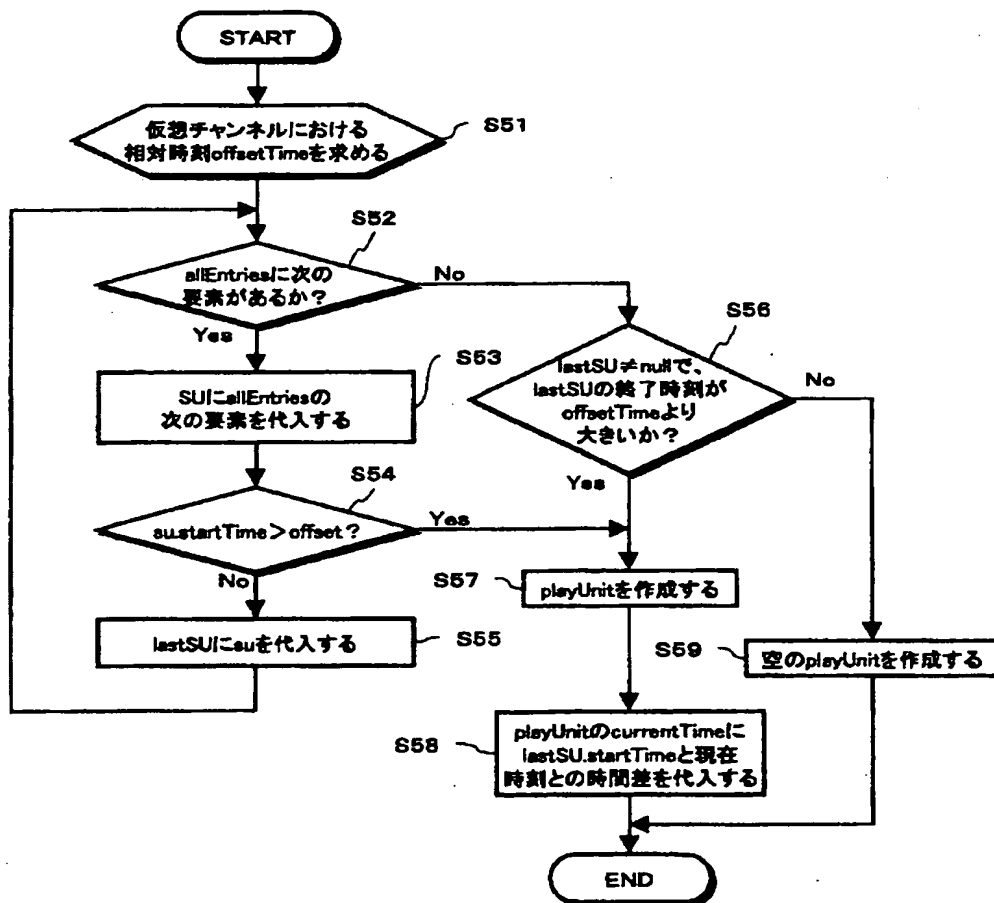 START
仮想チャンネルにおける
相対時刻offsetTimeを求める
S51
S52
allEntriesに次の
要素があるか？
No
Yes
S53
SUにallEntriesの
次の要素を代入する
S54
su.startTime＞offset？
Yes
No
lastSUにsuを代入する
S55
S56
lastSU≠nullで、
lastSUの終了時刻が
offsetTimeより
大きいか？
No
Yes
S57
playUnitを作成する
S59
空のplayUnitを作成する
S58
playUnitのcurrentTimeに
lastSU.startTimeと現在
時刻との時間差を代入する
END